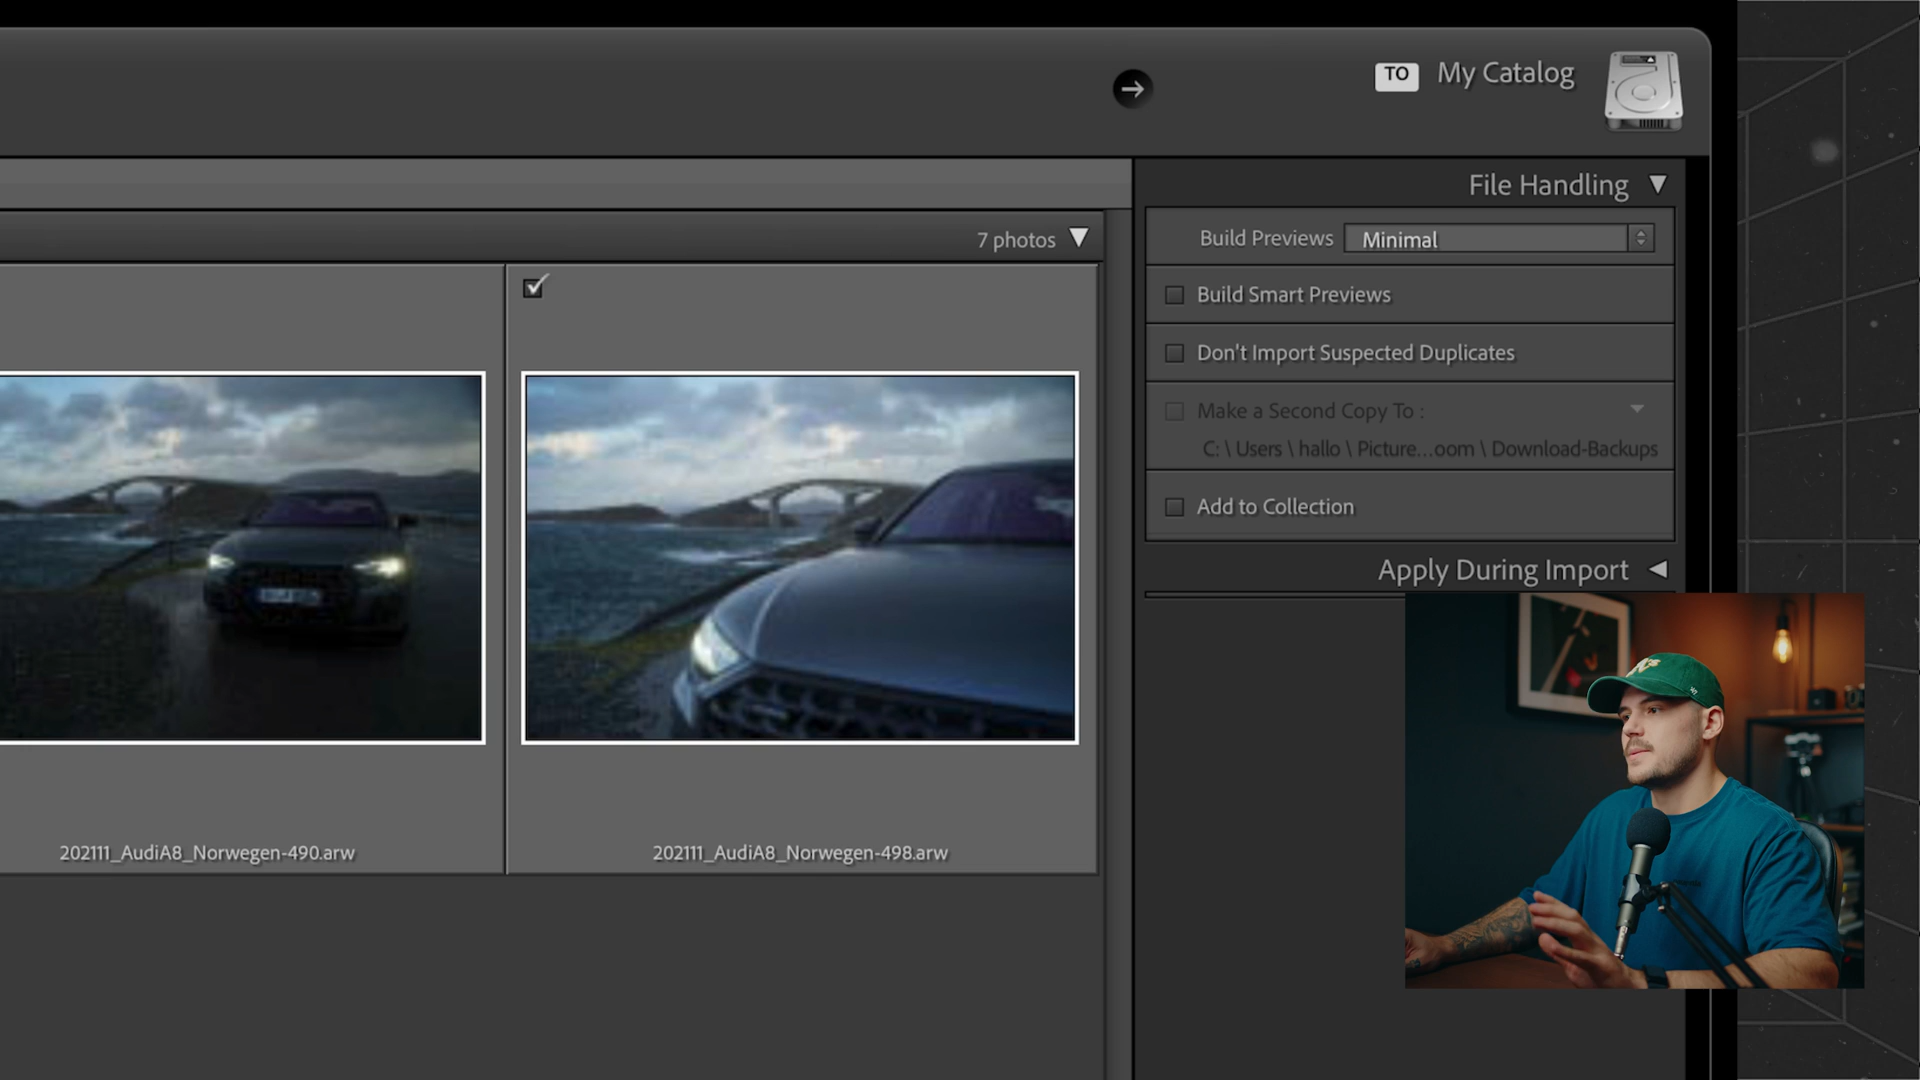 TO My Catalog
File Handling
7 photos
Build Previews Minimal
Build Smart Previews
Don't Import Suspected Duplicates
Make a Second Copy To :
C: \ Users \ hallo \ Picture...oom \ Download-Backups
Add to Collection
Apply During Import
202111_AudiA8_Norwegen-490.arw
202111_AudiA8_Norwegen-498.arw